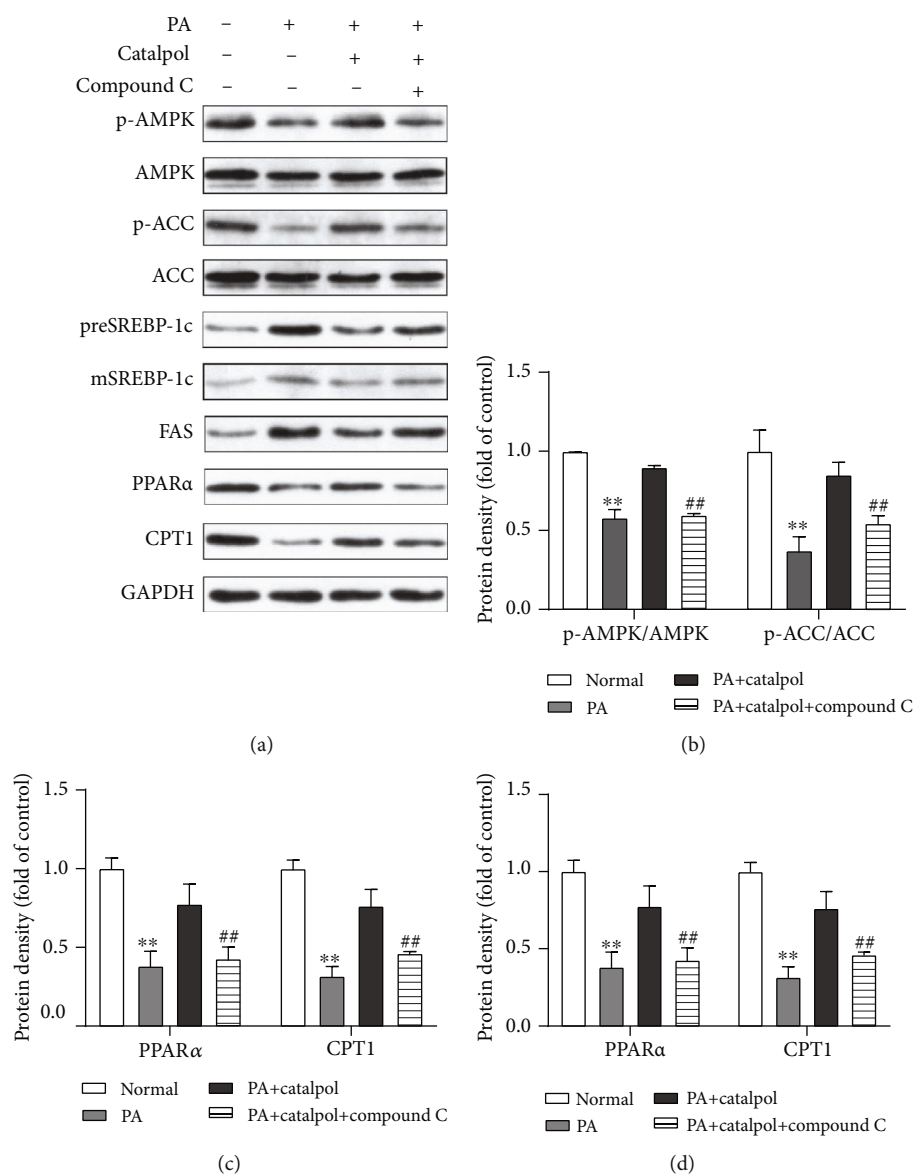 PA – + + +
Catalpol – – + +
Compound C – – – +
p-AMPK
AMPK
p-ACC
ACC
preSREBP-1c
mSREBP-1c
FAS
PPARα
CPT1
GAPDH
(a)
Protein density (fold of control)
1.5
1.0
0.5
0.0
**
##
**
##
p-AMPK/AMPK p-ACC/ACC
Normal PA+catalpol
PA PA+catalpol+compound C
(b)
Protein density (fold of control)
1.5
1.0
0.5
0.0
**
##
**
##
PPARα CPT1
Normal PA+catalpol
PA PA+catalpol+compound C
(c)
Protein density (fold of control)
1.5
1.0
0.5
0.0
**
##
**
##
PPARα CPT1
Normal PA+catalpol
PA PA+catalpol+compound C
(d)